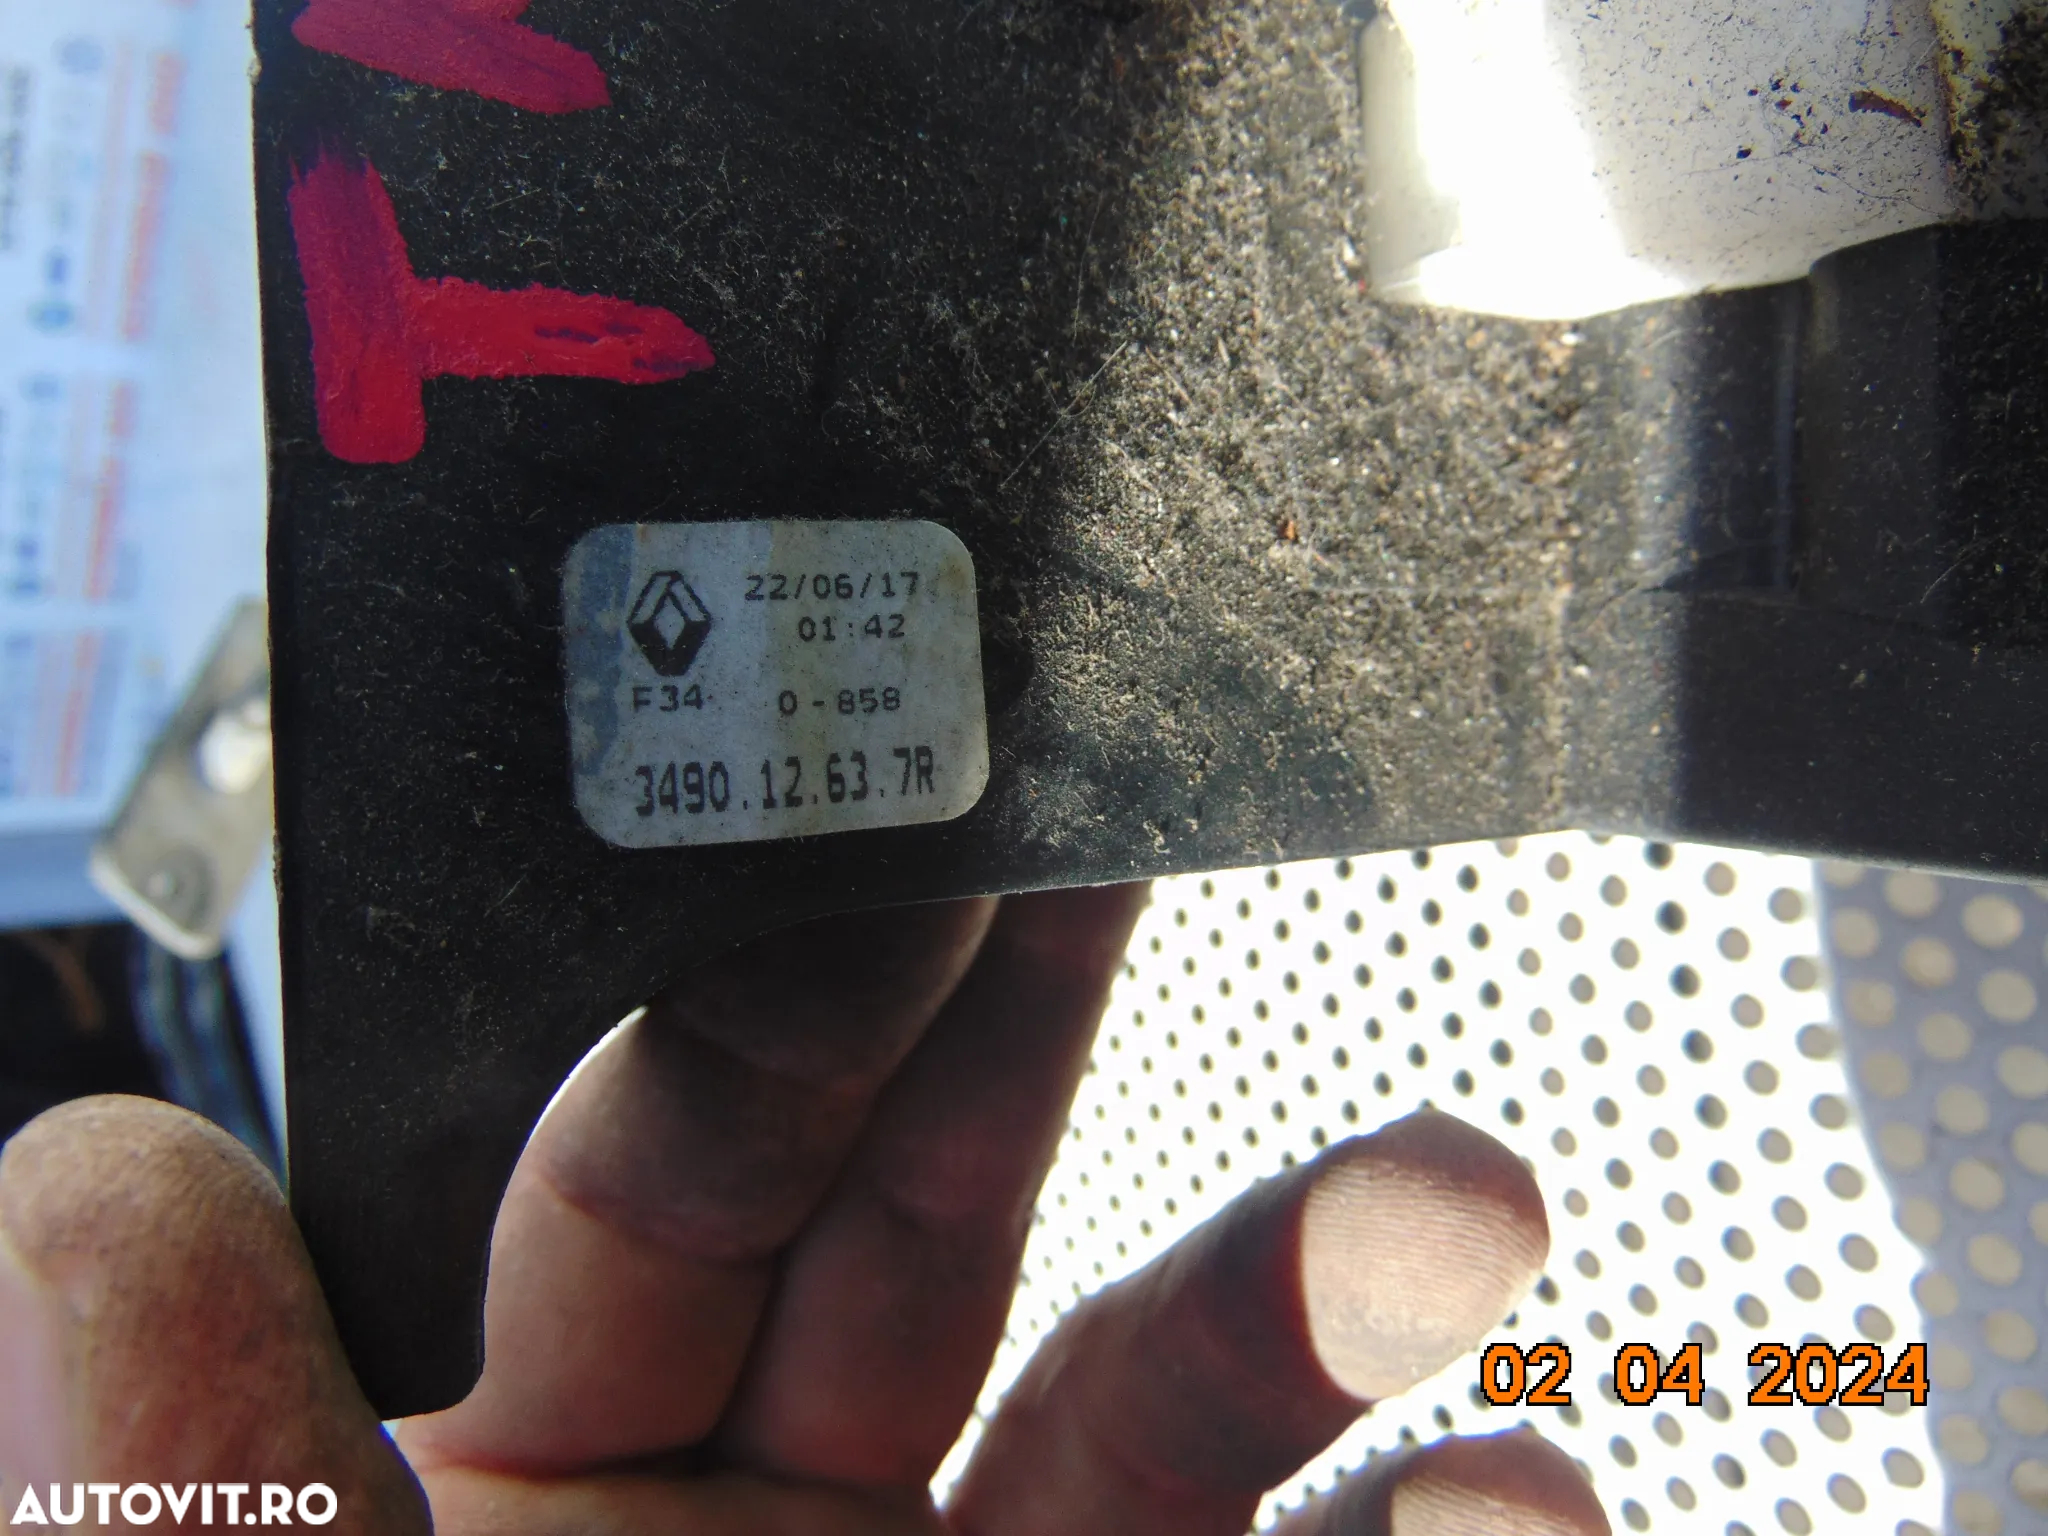 22/06/17
01:42
F34 0-858
3490.12.63.7R
02 04 2024
AUTOVIT.RO